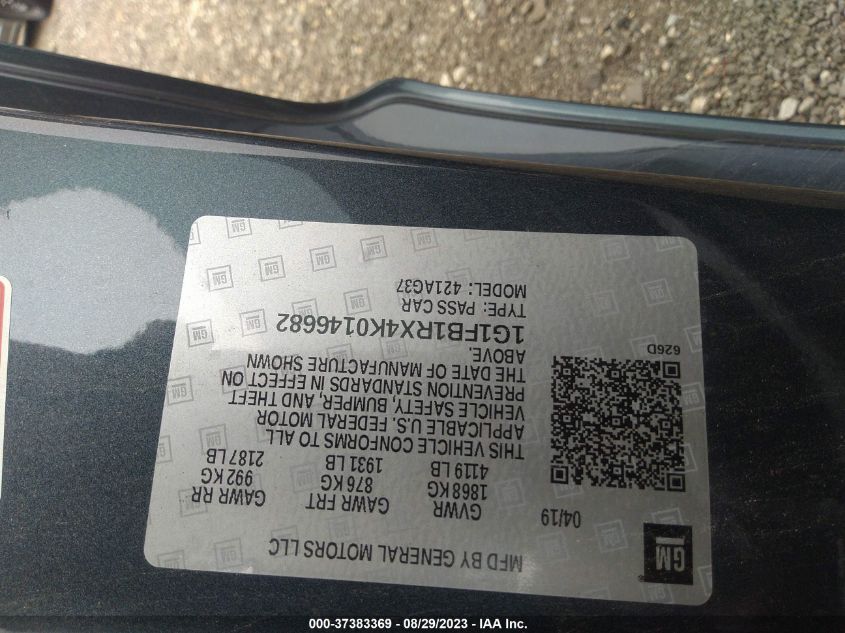 GM
MFD BY GENERAL MOTORS LLC
04/19
GVWR GAWR FRT GAWR RR
1868 KG 876 KG 992 KG
4119 LB 1931 LB 2187 LB
THIS VEHICLE CONFORMS TO ALL
APPLICABLE U.S. FEDERAL MOTOR
VEHICLE SAFETY, BUMPER, AND THEFT
PREVENTION STANDARDS IN EFFECT ON
THE DATE OF MANUFACTURE SHOWN
ABOVE.
1G1FB1RX4K0146682
TYPE: PASS CAR
MODEL: 421AG37
626D
000-37383369 - 08/29/2023 - IAA Inc.